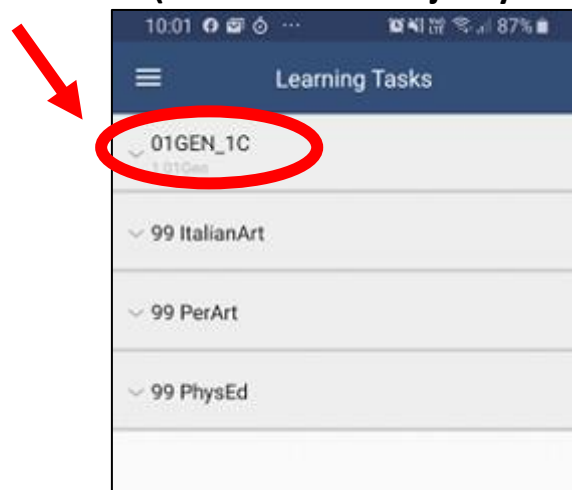 10:01 ··· 87%
Learning Tasks
01GEN_1C
99 ItalianArt
99 PerArt
99 PhysEd